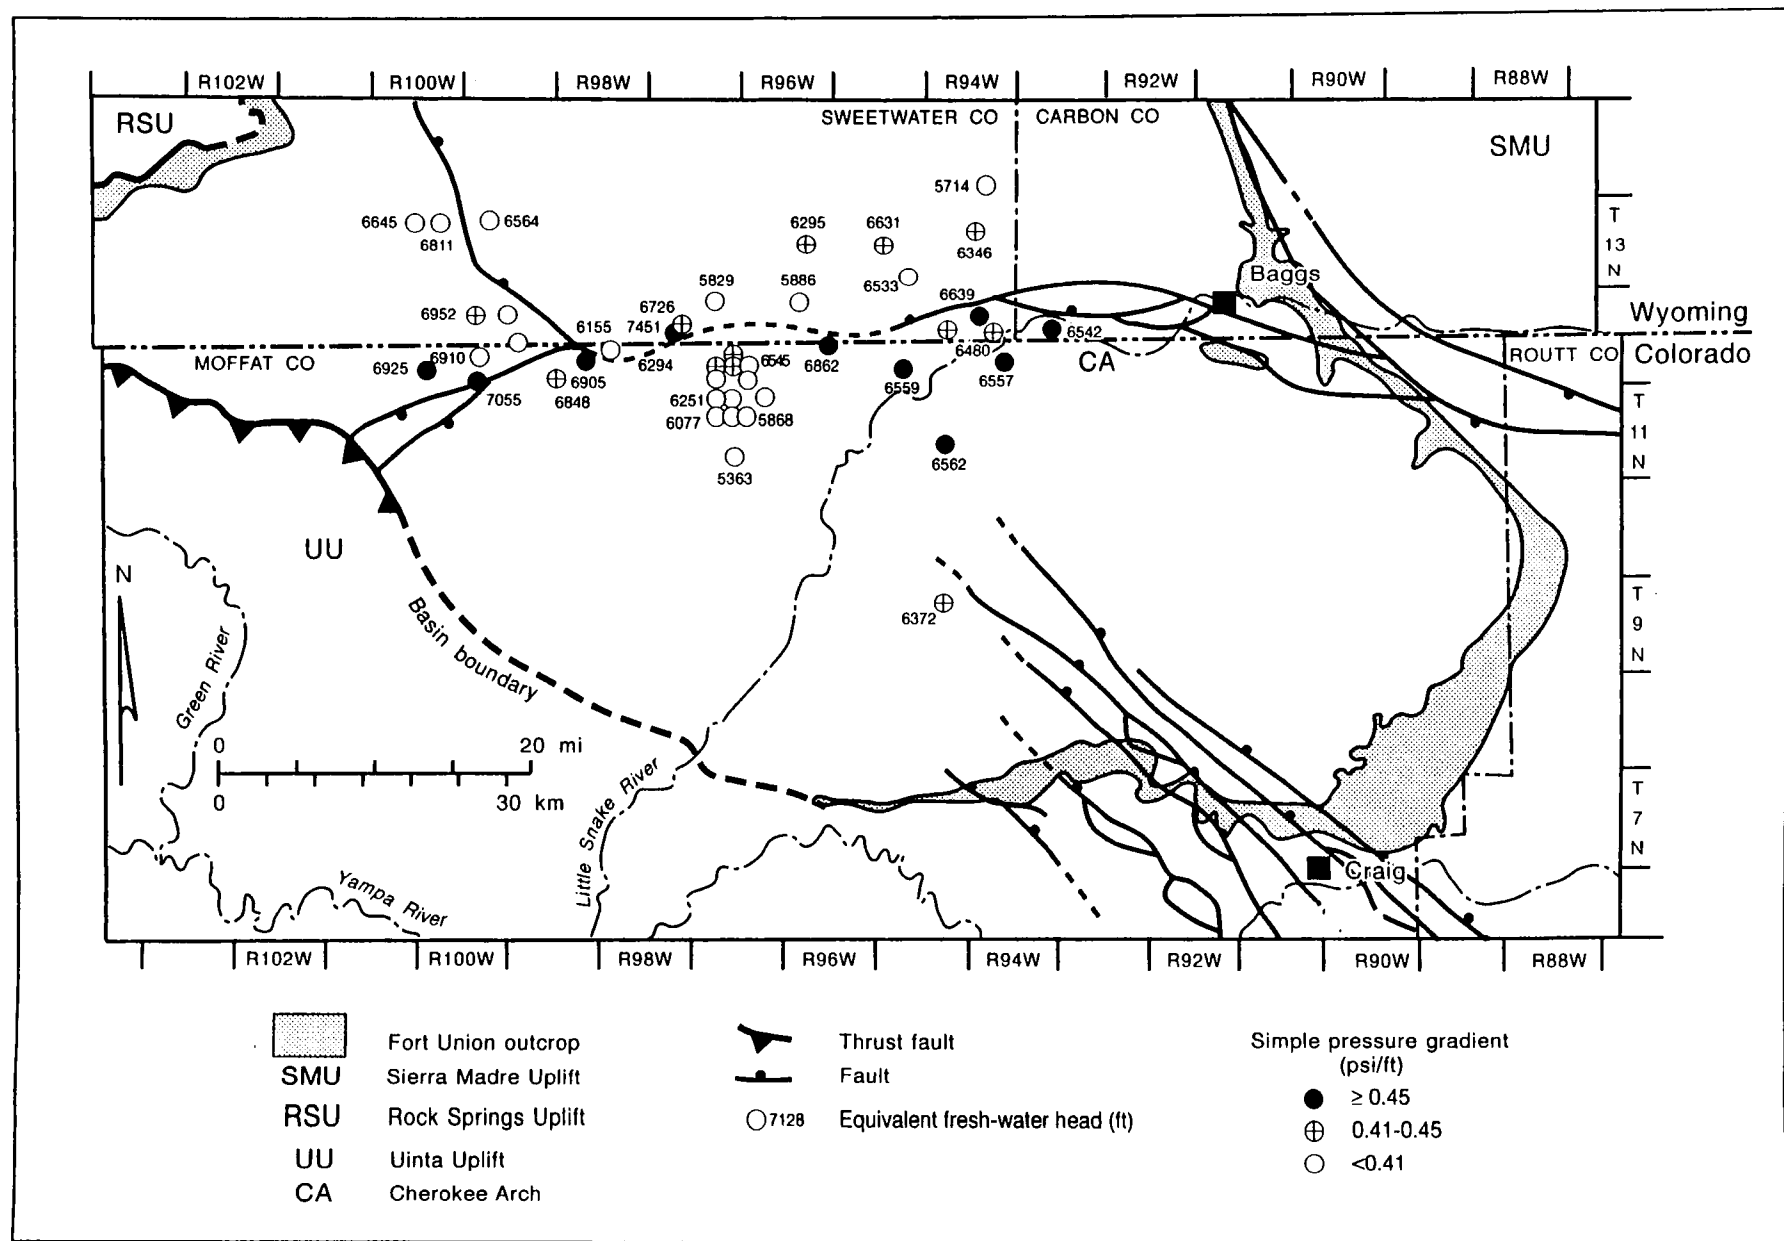 R102W R100W R98W R96W R94W R92W R90W R88W
RSU
SWEETWATER CO
CARBON CO
SMU
5714
T
13
N
6645
6811
6564
6295
6631
6346
5829
5886
6533
Baggs
6952
6726
7451
6155
6639
6542
Wyoming
Colorado
MOFFAT CO
ROUTT CO
6910
6925
7055
6848
6905
6294
6545
6862
6559
6480
6557
CA
6251
6077
5868
5363
6562
T
11
N
UU
N
Basin boundary
6372
T
9
N
Green River
0 20 mi
0 30 km
Little Snake River
T
7
N
Yampa River
Craig
R102W R100W R98W R96W R94W R92W R90W R88W
Fort Union outcrop
SMU Sierra Madre Uplift
RSU Rock Springs Uplift
UU Uinta Uplift
CA Cherokee Arch
Thrust fault
Fault
7128 Equivalent fresh-water head (ft)
Simple pressure gradient
(psi/ft)
≥ 0.45
0.41-0.45
<0.41